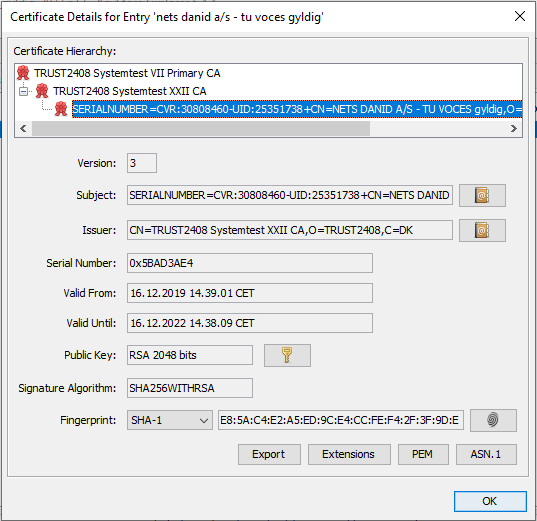 Certificate Details for Entry 'nets danid a/s - tu voces gyldig'
Certificate Hierarchy:
TRUST2408 Systemtest VII Primary CA
TRUST2408 Systemtest XXII CA
SERIALNUMBER=CVR:30808460-UID:25351738+CN=NETS DANID A/S - TU VOCES gyldig,O=
Version: 3
Subject: SERIALNUMBER=CVR:30808460-UID:25351738+CN=NETS DANID
Issuer: CN=TRUST2408 Systemtest XXII CA,O=TRUST2408,C=DK
Serial Number: 0x5BAD3AE4
Valid From: 16.12.2019 14.39.01 CET
Valid Until: 16.12.2022 14.38.09 CET
Public Key: RSA 2048 bits
Signature Algorithm: SHA256WITHRSA
Fingerprint: SHA-1 E8:5A:C4:E2:A5:ED:9C:E4:CC:FE:F4:2F:3F:9D:E
Export Extensions PEM ASN.1
OK